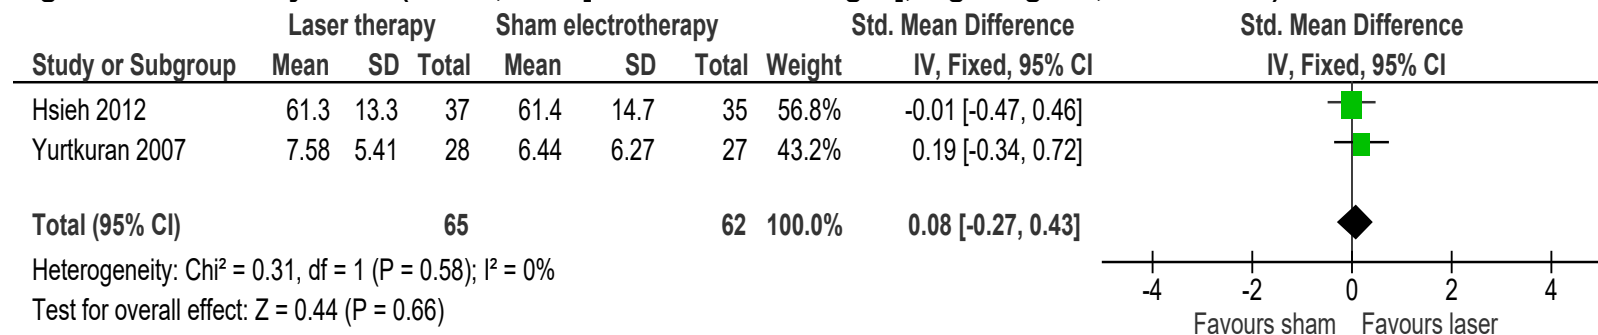 Laser therapy Sham electrotherapy Std. Mean Difference Std. Mean Difference
Study or Subgroup Mean SD Total Mean SD Total Weight IV, Fixed, 95% CI IV, Fixed, 95% CI
Hsieh 2012 61.3 13.3 37 61.4 14.7 35 56.8% -0.01 [-0.47, 0.46]
Yurtkuran 2007 7.58 5.41 28 6.44 6.27 27 43.2% 0.19 [-0.34, 0.72]
Total (95% CI) 65 62 100.0% 0.08 [-0.27, 0.43]
Heterogeneity: Chi² = 0.31, df = 1 (P = 0.58); I² = 0%
Test for overall effect: Z = 0.44 (P = 0.66)
-4 -2 0 2 4
Favours sham Favours laser